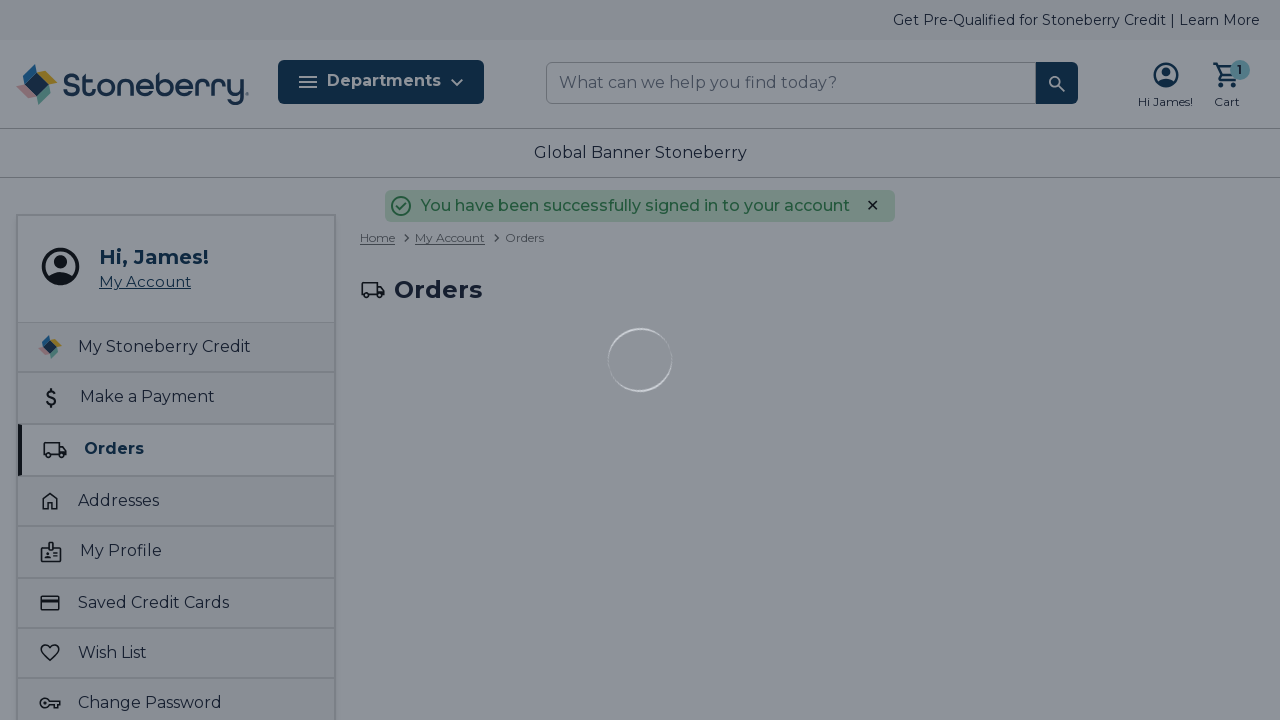 Get Pre-Qualified for Stoneberry Credit | Learn More
Stoneberry
Departments
What can we help you find today?
Hi James!
1
Cart
Global Banner Stoneberry
You have been successfully signed in to your account
Home
My Account
Orders
Hi, James!
My Account
Orders
My Stoneberry Credit
Make a Payment
Orders
Addresses
My Profile
Saved Credit Cards
Wish List
Change Password